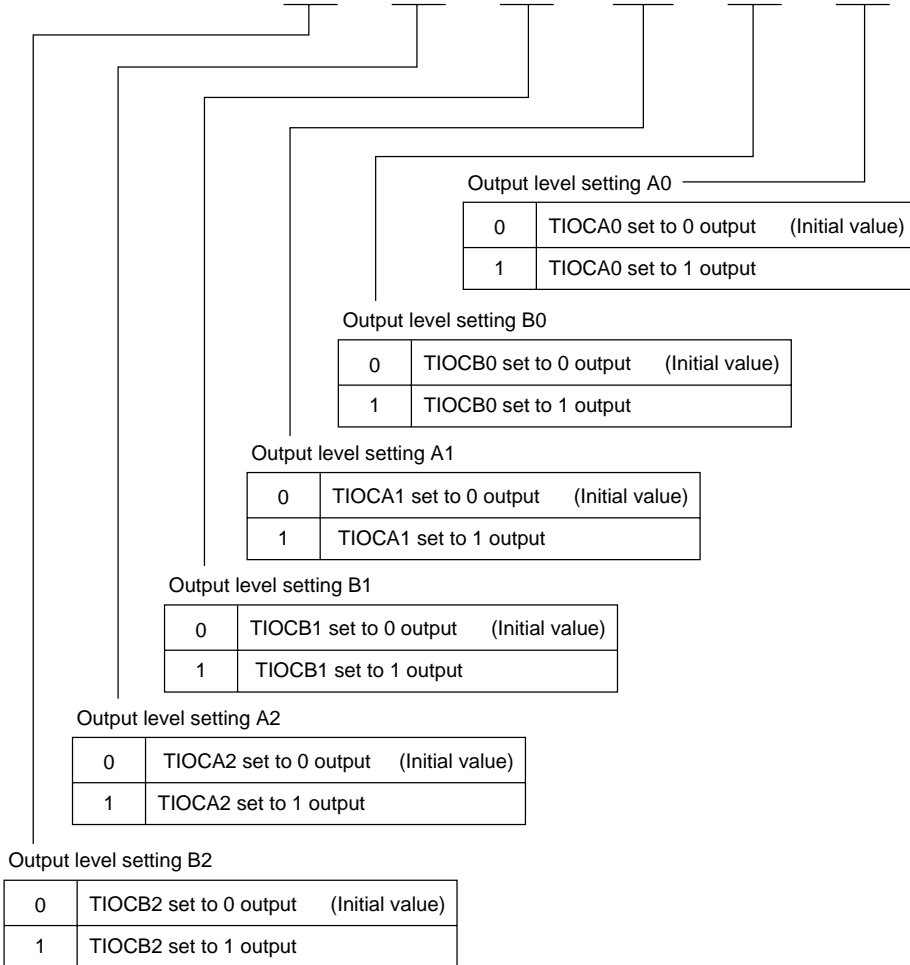 Output level setting A0
0 TIOCA0 set to 0 output (Initial value)
1 TIOCA0 set to 1 output
Output level setting B0
0 TIOCB0 set to 0 output (Initial value)
1 TIOCB0 set to 1 output
Output level setting A1
0 TIOCA1 set to 0 output (Initial value)
1 TIOCA1 set to 1 output
Output level setting B1
0 TIOCB1 set to 0 output (Initial value)
1 TIOCB1 set to 1 output
Output level setting A2
0 TIOCA2 set to 0 output (Initial value)
1 TIOCA2 set to 1 output
Output level setting B2
0 TIOCB2 set to 0 output (Initial value)
1 TIOCB2 set to 1 output